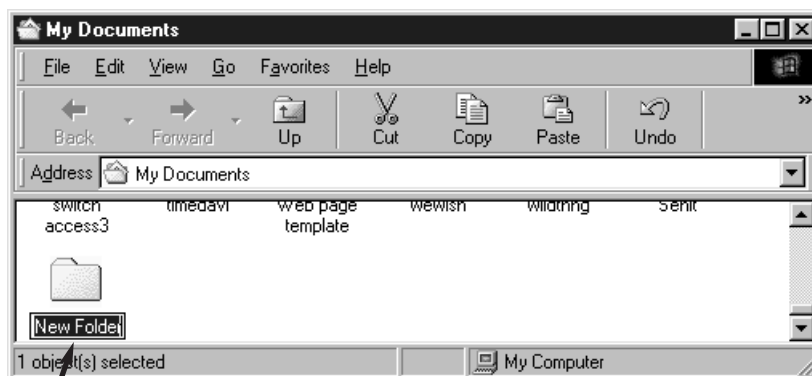 My Documents
File Edit View Go Favorites Help
Back Forward Up Cut Copy Paste Undo »
Address My Documents
switch timedavi Web page wewish wildthng
access3 template
New Folder
1 object(s) selected My Computer